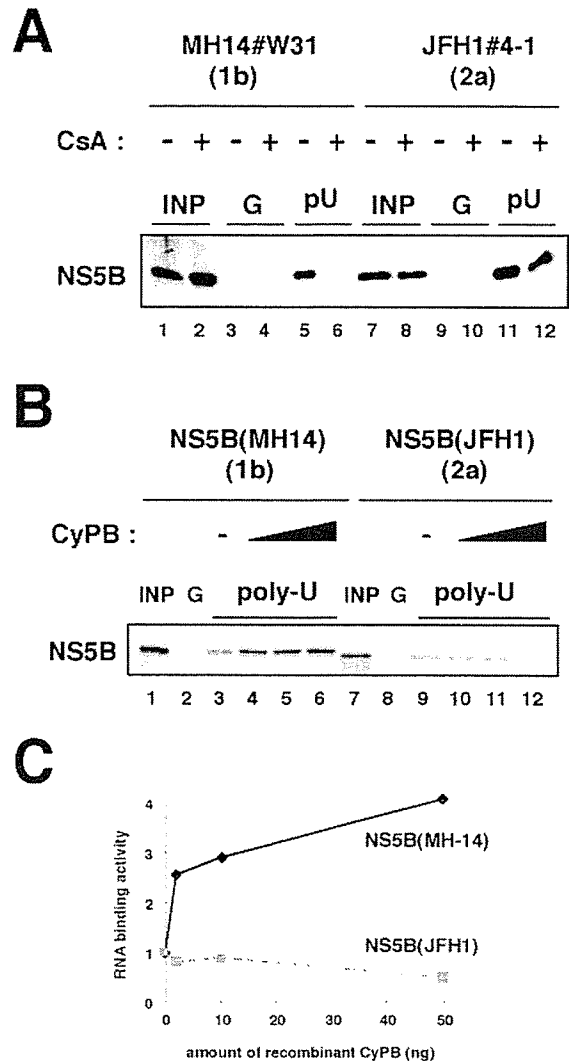 A
MH14#W31 JFH1#4-1
(1b) (2a)
CsA : - + - + - + - + - + - +
INP G pU INP G pU
NS5B
1 2 3 4 5 6 7 8 9 10 11 12
B
NS5B(MH14) NS5B(JFH1)
(1b) (2a)
CyPB : - -
INP G poly-U INP G poly-U
NS5B
1 2 3 4 5 6 7 8 9 10 11 12
C
4
3
2
1
0
RNA binding activity
NS5B(MH-14)
NS5B(JFH1)
0 10 20 30 40 50
amount of recombinant CyPB (ng)